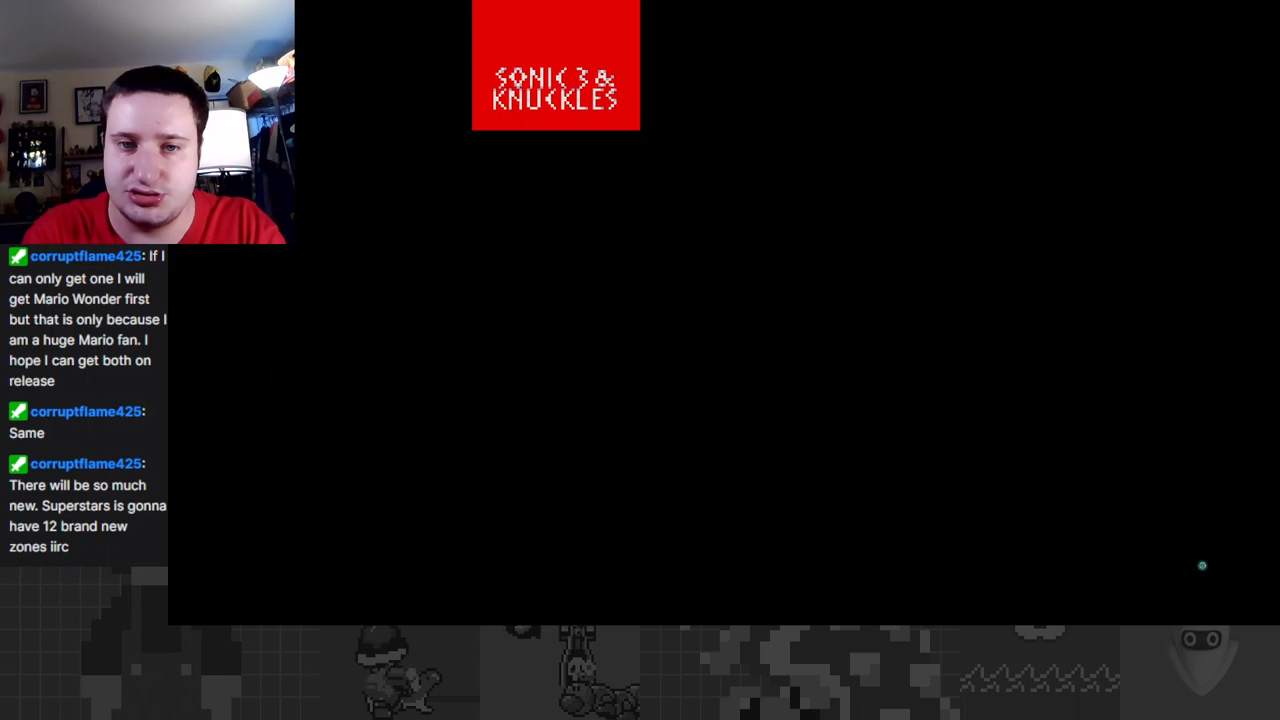 SONIC 3 &
KNUCKLES
corruptflame425: If I
can only get one I will
get Mario Wonder first
but that is only because I
am a huge Mario fan. I
hope I can get both on
release
corruptflame425:
Same
corruptflame425:
There will be so much
new. Superstars is gonna
have 12 brand new
zones iirc